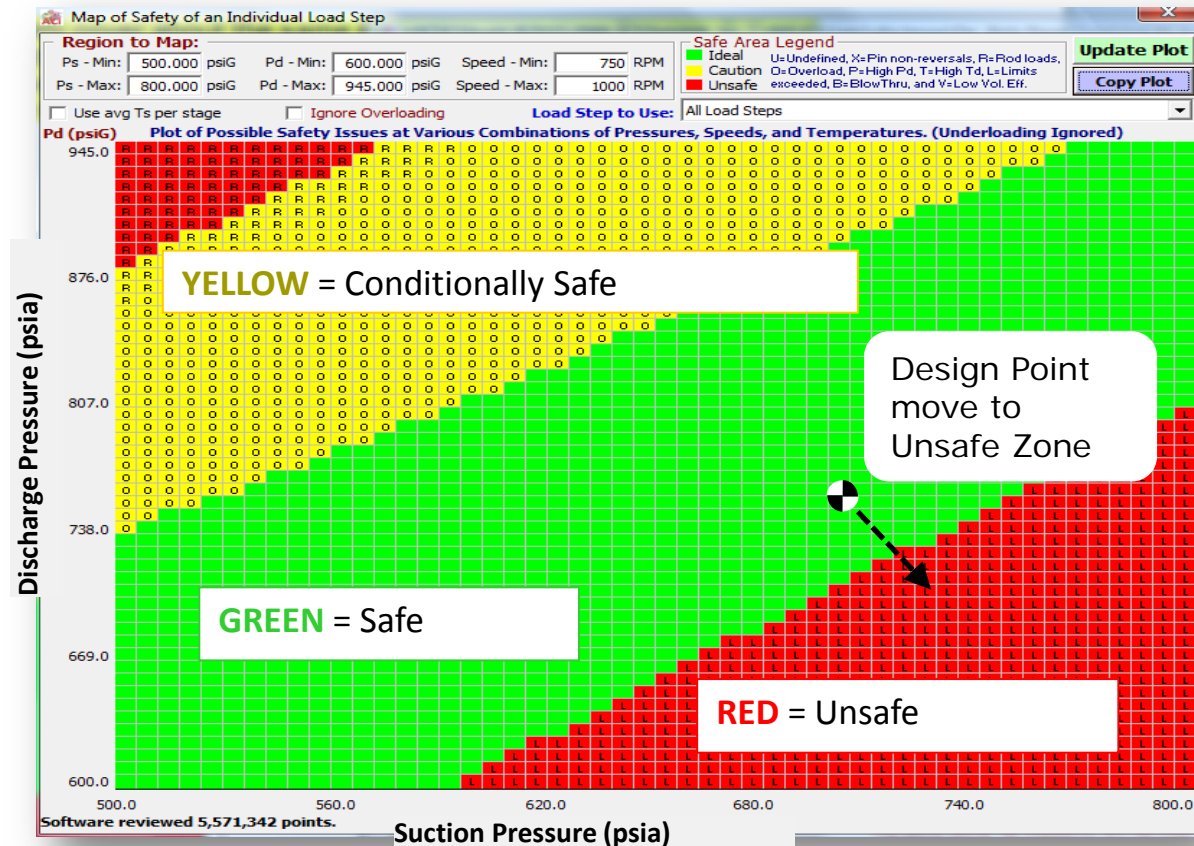 Map of Safety of an Individual Load Step
Region to Map:
Ps - Min: 500.000 psiG Pd - Min: 600.000 psiG Speed - Min: 750 RPM
Ps - Max: 800.000 psiG Pd - Max: 945.000 psiG Speed - Max: 1000 RPM
Safe Area Legend
Ideal
Caution
Unsafe
U=Undefined, X=Pin non-reversals, R=Rod loads,
O=Overload, P=High Pd, T=High Td, L=Limits
exceeded, B=BlowThru, and V=Low Vol. Eff.
Update Plot
Copy Plot
Use avg Ts per stage
Ignore Overloading
Load Step to Use: All Load Steps
Pd (psiG) Plot of Possible Safety Issues at Various Combinations of Pressures, Speeds, and Temperatures. (Underloading Ignored)
945.0
876.0
807.0
738.0
669.0
600.0
Discharge Pressure (psia)
YELLOW = Conditionally Safe
Design Point
move to
Unsafe Zone
GREEN = Safe
RED = Unsafe
500.0 560.0 620.0 680.0 740.0 800.0
Software reviewed 5,571,342 points.
Suction Pressure (psia)